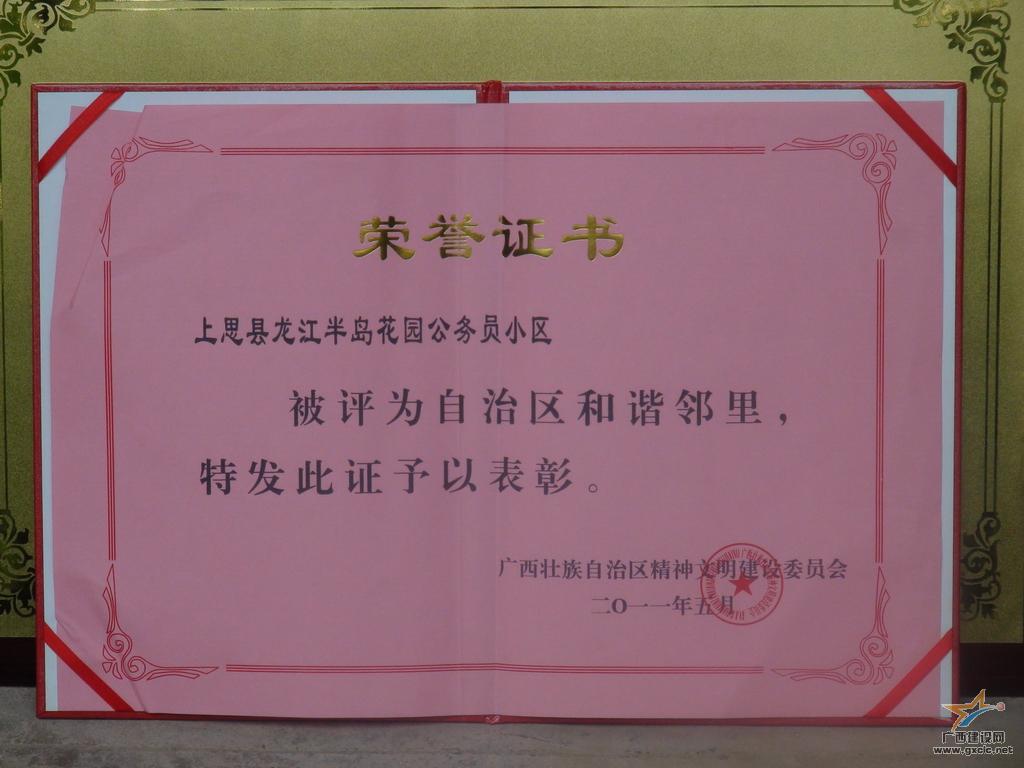 荣誉证书
上思县龙江半岛花园公务员小区
被评为自治区和谐邻里，
特发此证予以表彰。
广西壮族自治区精神文明建设委员会
二O一一年五月
广西建设网
www.gxcic.net